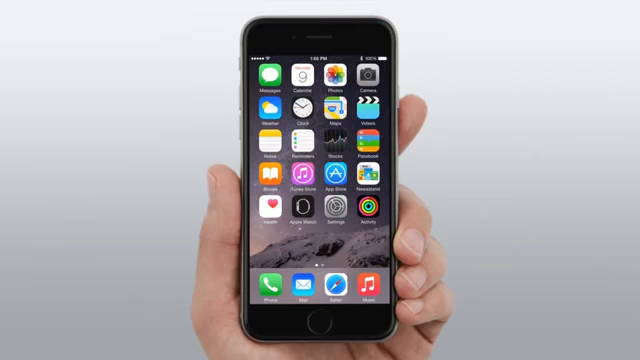 1:00 PM 100%
9
Messages Calendar Photos Camera
Weather Clock Maps Videos
Notes Reminders Stocks Passbook
iBooks iTunes Store App Store Newsstand
Health Apple Watch Settings Activity
Phone Mail Safari Music